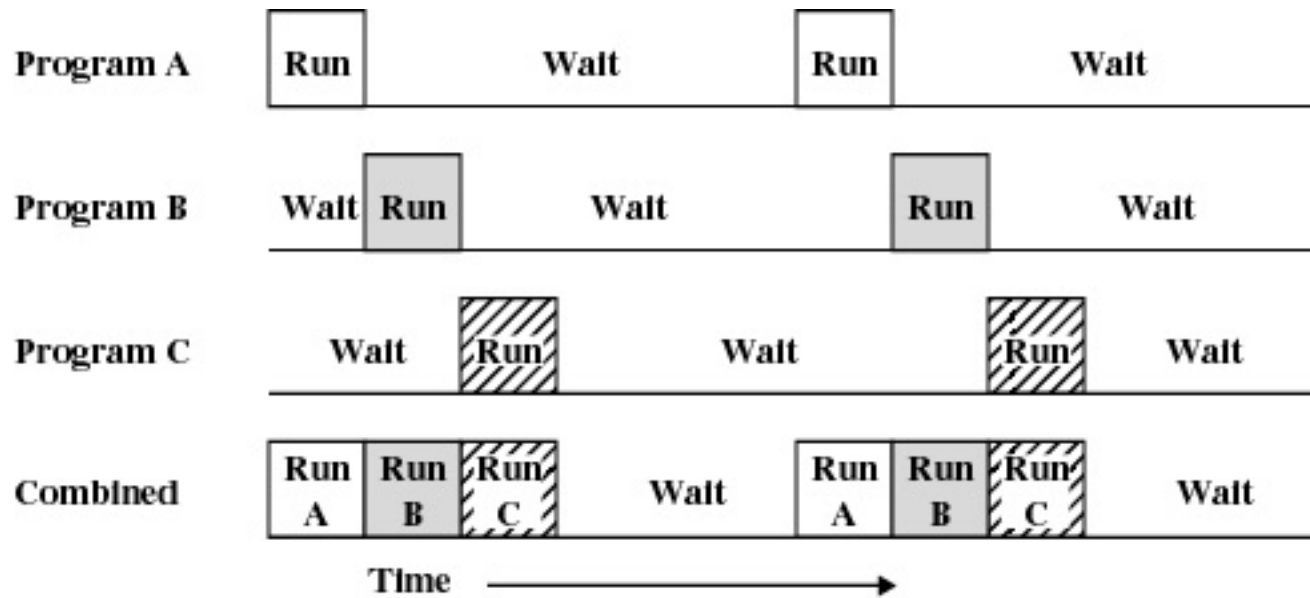 Program A Run Wait Run Wait
Program B Wait Run Wait Run Wait
Program C Wait Run Wait Run Wait
Combined Run A Run B Run C Wait Run A Run B Run C Wait
Time